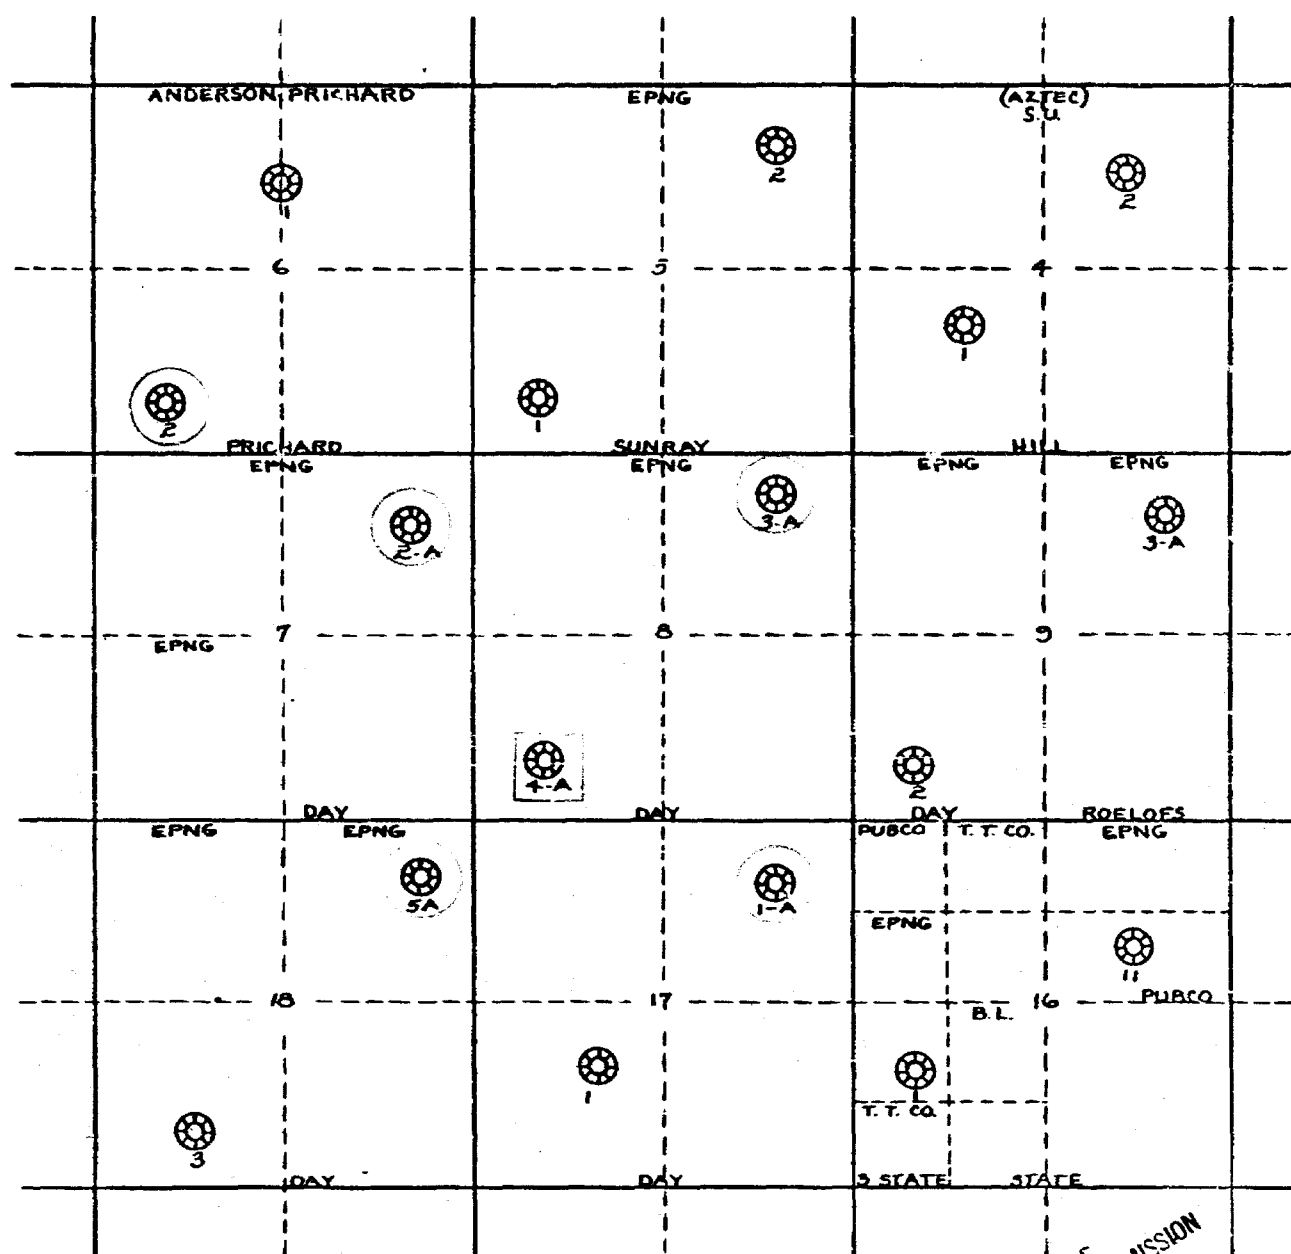 ANDERSON PRICHARD
EPNG
(AZTEC)
S.U.
1
2
2
6
5
4
1
2
1
PRICHARD
SUNRAY
HILL
EPNG
EPNG
EPNG
EPNG
2-A
3-A
3-A
7
8
9
EPNG
4-A
2
DAY
DAY
DAY
ROELOFS
EPNG
EPNG
PUBCO
T. T. CO.
EPNG
5A
1-A
EPNG
11
18
17
16
PUBCO
B.L.
1
1
T. T. CO.
3
DAY
DAY
3 STATE
STATE